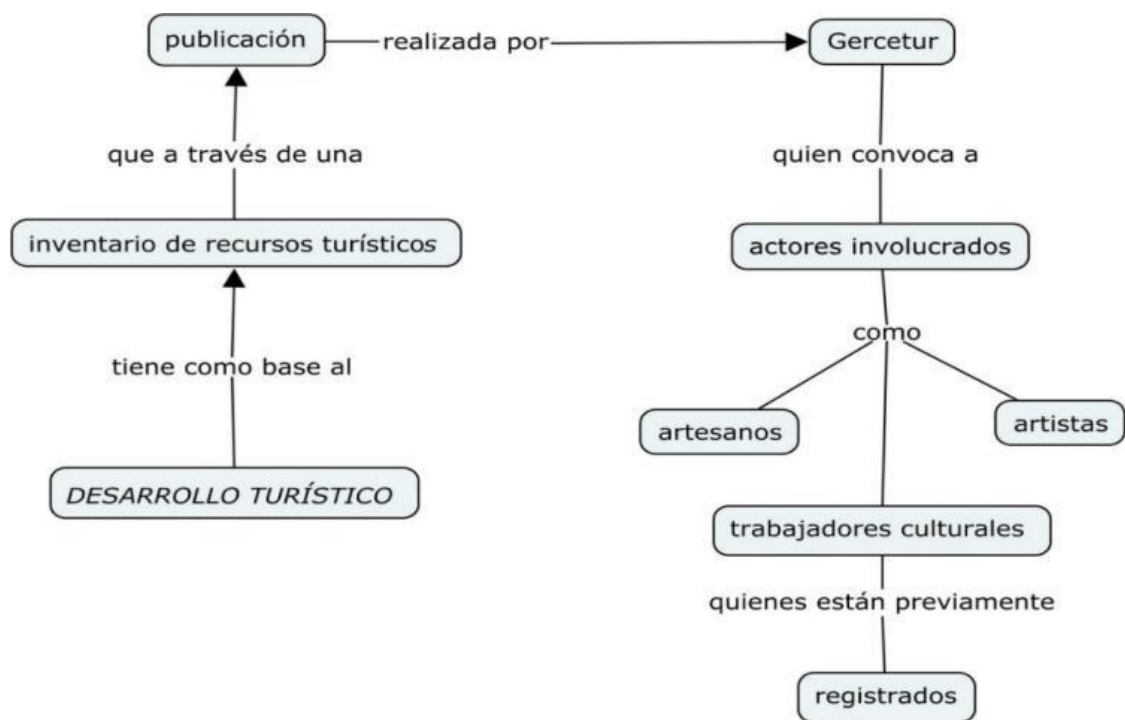 publicación
realizada por
Gercetur
que a través de una
quien convoca a
inventario de recursos turísticos
actores involucrados
como
tiene como base al
artesanos
artistas
DESARROLLO TURÍSTICO
trabajadores culturales
quienes están previamente
registrados